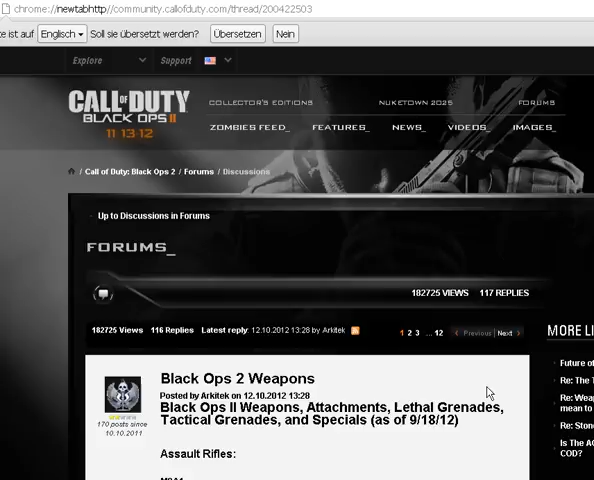 chrome://newtabhttp//community.callofduty.com/thread/200422503
te ist auf Englisch Soll sie übersetzt werden? Übersetzen Nein
Explore Support
CALL OF DUTY
BLACK OPS II
11 13·12
COLLECTOR'S EDITIONS NUKETOWN 2025 FORUMS
ZOMBIES FEED_ FEATURES_ NEWS_ VIDEOS_ IMAGES_
/ Call of Duty: Black Ops 2 / Forums / Discussions
Up to Discussions in Forums
FORUMS_
182725 VIEWS 117 REPLIES
182725 Views 116 Replies Latest reply: 12.10.2012 13:28 by Arkitek 1 2 3 ... 12 Previous | Next
MORE LI
Black Ops 2 Weapons
Posted by Arkitek on 12.10.2012 13:28
Black Ops II Weapons, Attachments, Lethal Grenades,
Tactical Grenades, and Specials (as of 9/18/12)
170 posts since
10.10.2011
Assault Rifles:
Future of
Re: The T
Re: Weap
mean to
Re: Ston
Is The AC
COD?